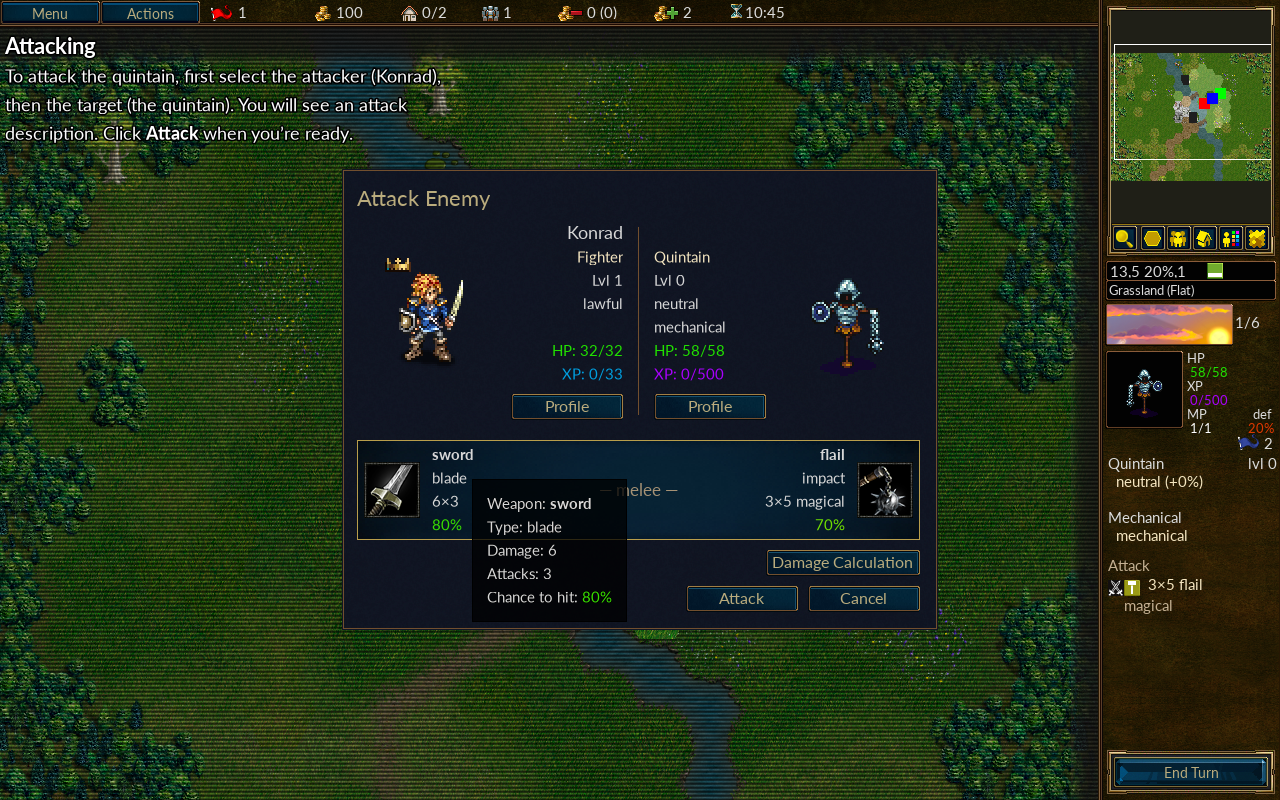 Menu Actions 1 100 0/2 1 0 (0) 2 10:45
Attacking
To attack the quintain, first select the attacker (Konrad),
then the target (the quintain). You will see an attack
description. Click Attack when you're ready.
Attack Enemy
Konrad
Fighter
Lvl 1
lawful
HP: 32/32
XP: 0/33
Profile
Quintain
Lvl 0
neutral
mechanical
HP: 58/58
XP: 0/500
Profile
sword
blade
6×3
80%
— melee —
flail
impact
3×5 magical
70%
Weapon: sword
Type: blade
Damage: 6
Attacks: 3
Chance to hit: 80%
Damage Calculation
Attack Cancel
13,5 20%,1
Grassland (Flat)
1/6
HP
58/58
XP
0/500
MP def
1/1 20%
2
Quintain lvl 0
neutral (+0%)
Mechanical
mechanical
Attack
T 3×5 flail
magical
End Turn